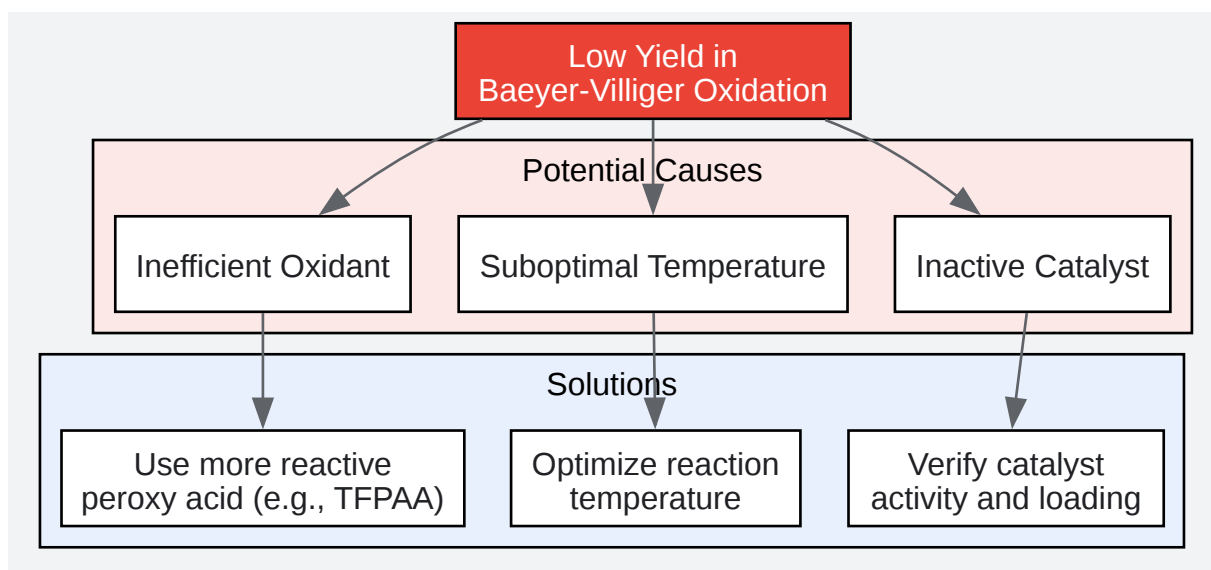 Low Yield in
Baeyer-Villiger Oxidation
Potential Causes
Inefficient Oxidant
Suboptimal Temperature
Inactive Catalyst
Solutions
Use more reactive
peroxy acid (e.g., TFPAA)
Optimize reaction
temperature
Verify catalyst
activity and loading